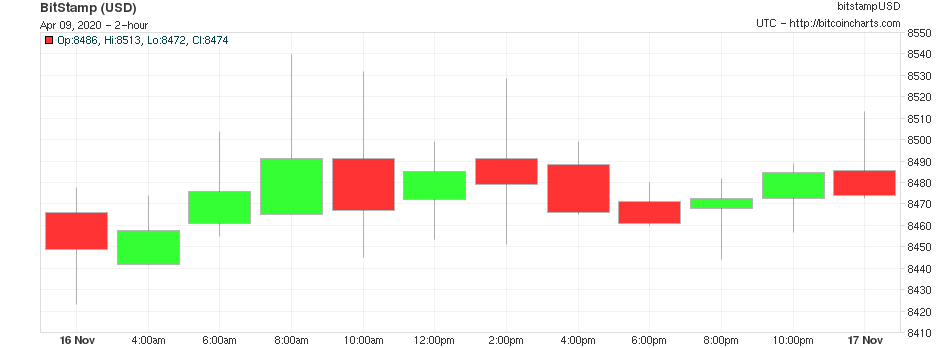 BitStamp (USD)
bitstampUSD
Apr 09, 2020 - 2-hour
UTC - http://bitcoincharts.com
Op:8486, Hi:8513, Lo:8472, Cl:8474
8550
8540
8530
8520
8510
8500
8490
8480
8470
8460
8450
8440
8430
8420
8410
16 Nov 4:00am 6:00am 8:00am 10:00am 12:00pm 2:00pm 4:00pm 6:00pm 8:00pm 10:00pm 17 Nov